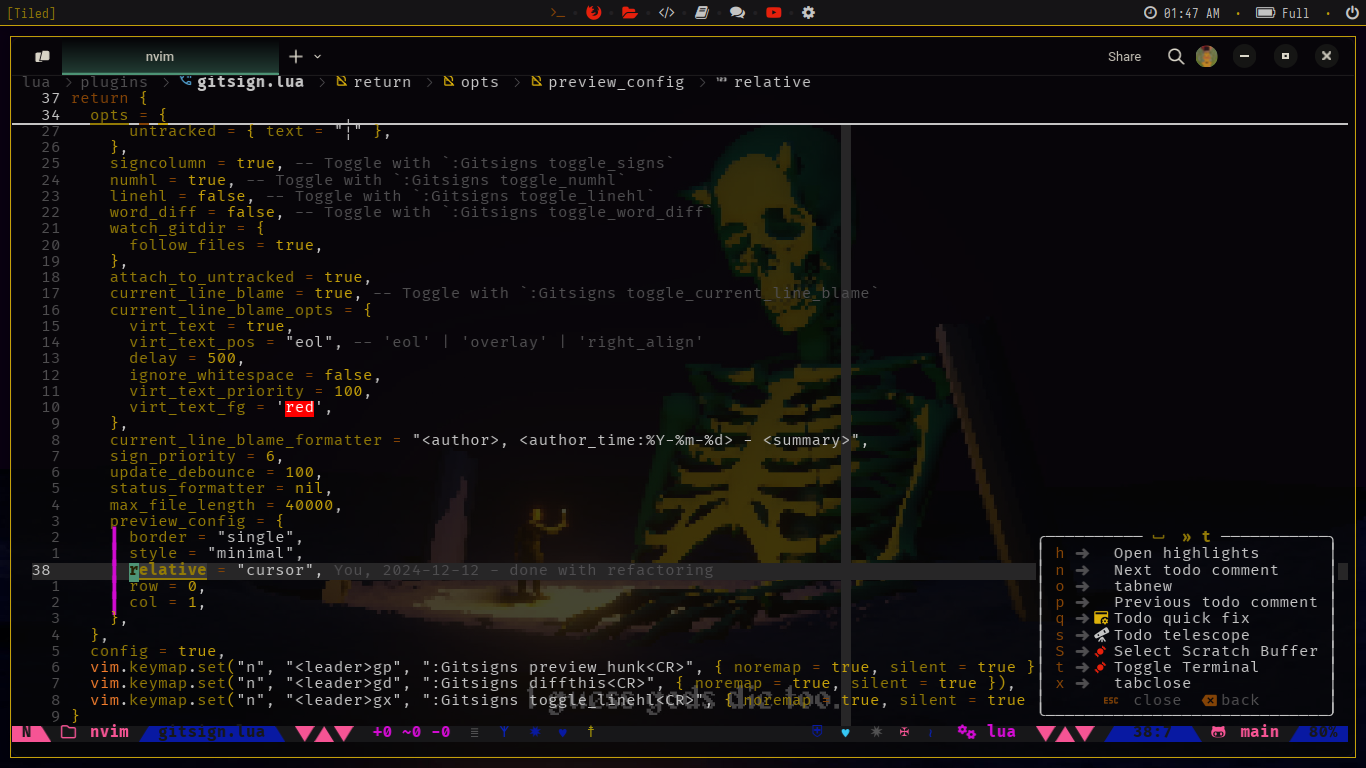 [Tiled] >_ </> 01:47 AM · Full ·
nvim + Share
lua > plugins > gitsign.lua > return > opts > preview_config > relative
37 return {
34 opts = {
27 untracked = { text = "┆" },
26 },
25 signcolumn = true, -- Toggle with `:Gitsigns toggle_signs`
24 numhl = true, -- Toggle with `:Gitsigns toggle_numhl`
23 linehl = false, -- Toggle with `:Gitsigns toggle_linehl`
22 word_diff = false, -- Toggle with `:Gitsigns toggle_word_diff`
21 watch_gitdir = {
20 follow_files = true,
19 },
18 attach_to_untracked = true,
17 current_line_blame = true, -- Toggle with `:Gitsigns toggle_current_line_blame`
16 current_line_blame_opts = {
15 virt_text = true,
14 virt_text_pos = "eol", -- 'eol' | 'overlay' | 'right_align'
13 delay = 500,
12 ignore_whitespace = false,
11 virt_text_priority = 100,
10 virt_text_fg = 'red',
9 },
8 current_line_blame_formatter = "<author>, <author_time:%Y-%m-%d> - <summary>",
7 sign_priority = 6,
6 update_debounce = 100,
5 status_formatter = nil,
4 max_file_length = 40000,
3 preview_config = {
2 border = "single",
1 style = "minimal",
38 relative = "cursor", You, 2024-12-12 - done with refactoring
1 row = 0,
2 col = 1,
3 },
4 },
5 config = true,
6 vim.keymap.set("n", "<leader>gp", ":Gitsigns preview_hunk<CR>", { noremap = true, silent = true }
7 vim.keymap.set("n", "<leader>gd", ":Gitsigns diffthis<CR>", { noremap = true, silent = true }),
8 vim.keymap.set("n", "<leader>gx", ":Gitsigns toggle_linehl<CR>", { noremap = true, silent = true
9 }
i guess gods die too.
» t
h → Open highlights
n → Next todo comment
o → tabnew
p → Previous todo comment
q → Todo quick fix
s → Todo telescope
S → Select Scratch Buffer
t → Toggle Terminal
x → tabclose
ESC close back
N nvim gitsign.lua +0 ~0 -0 lua 38:7 main 80%